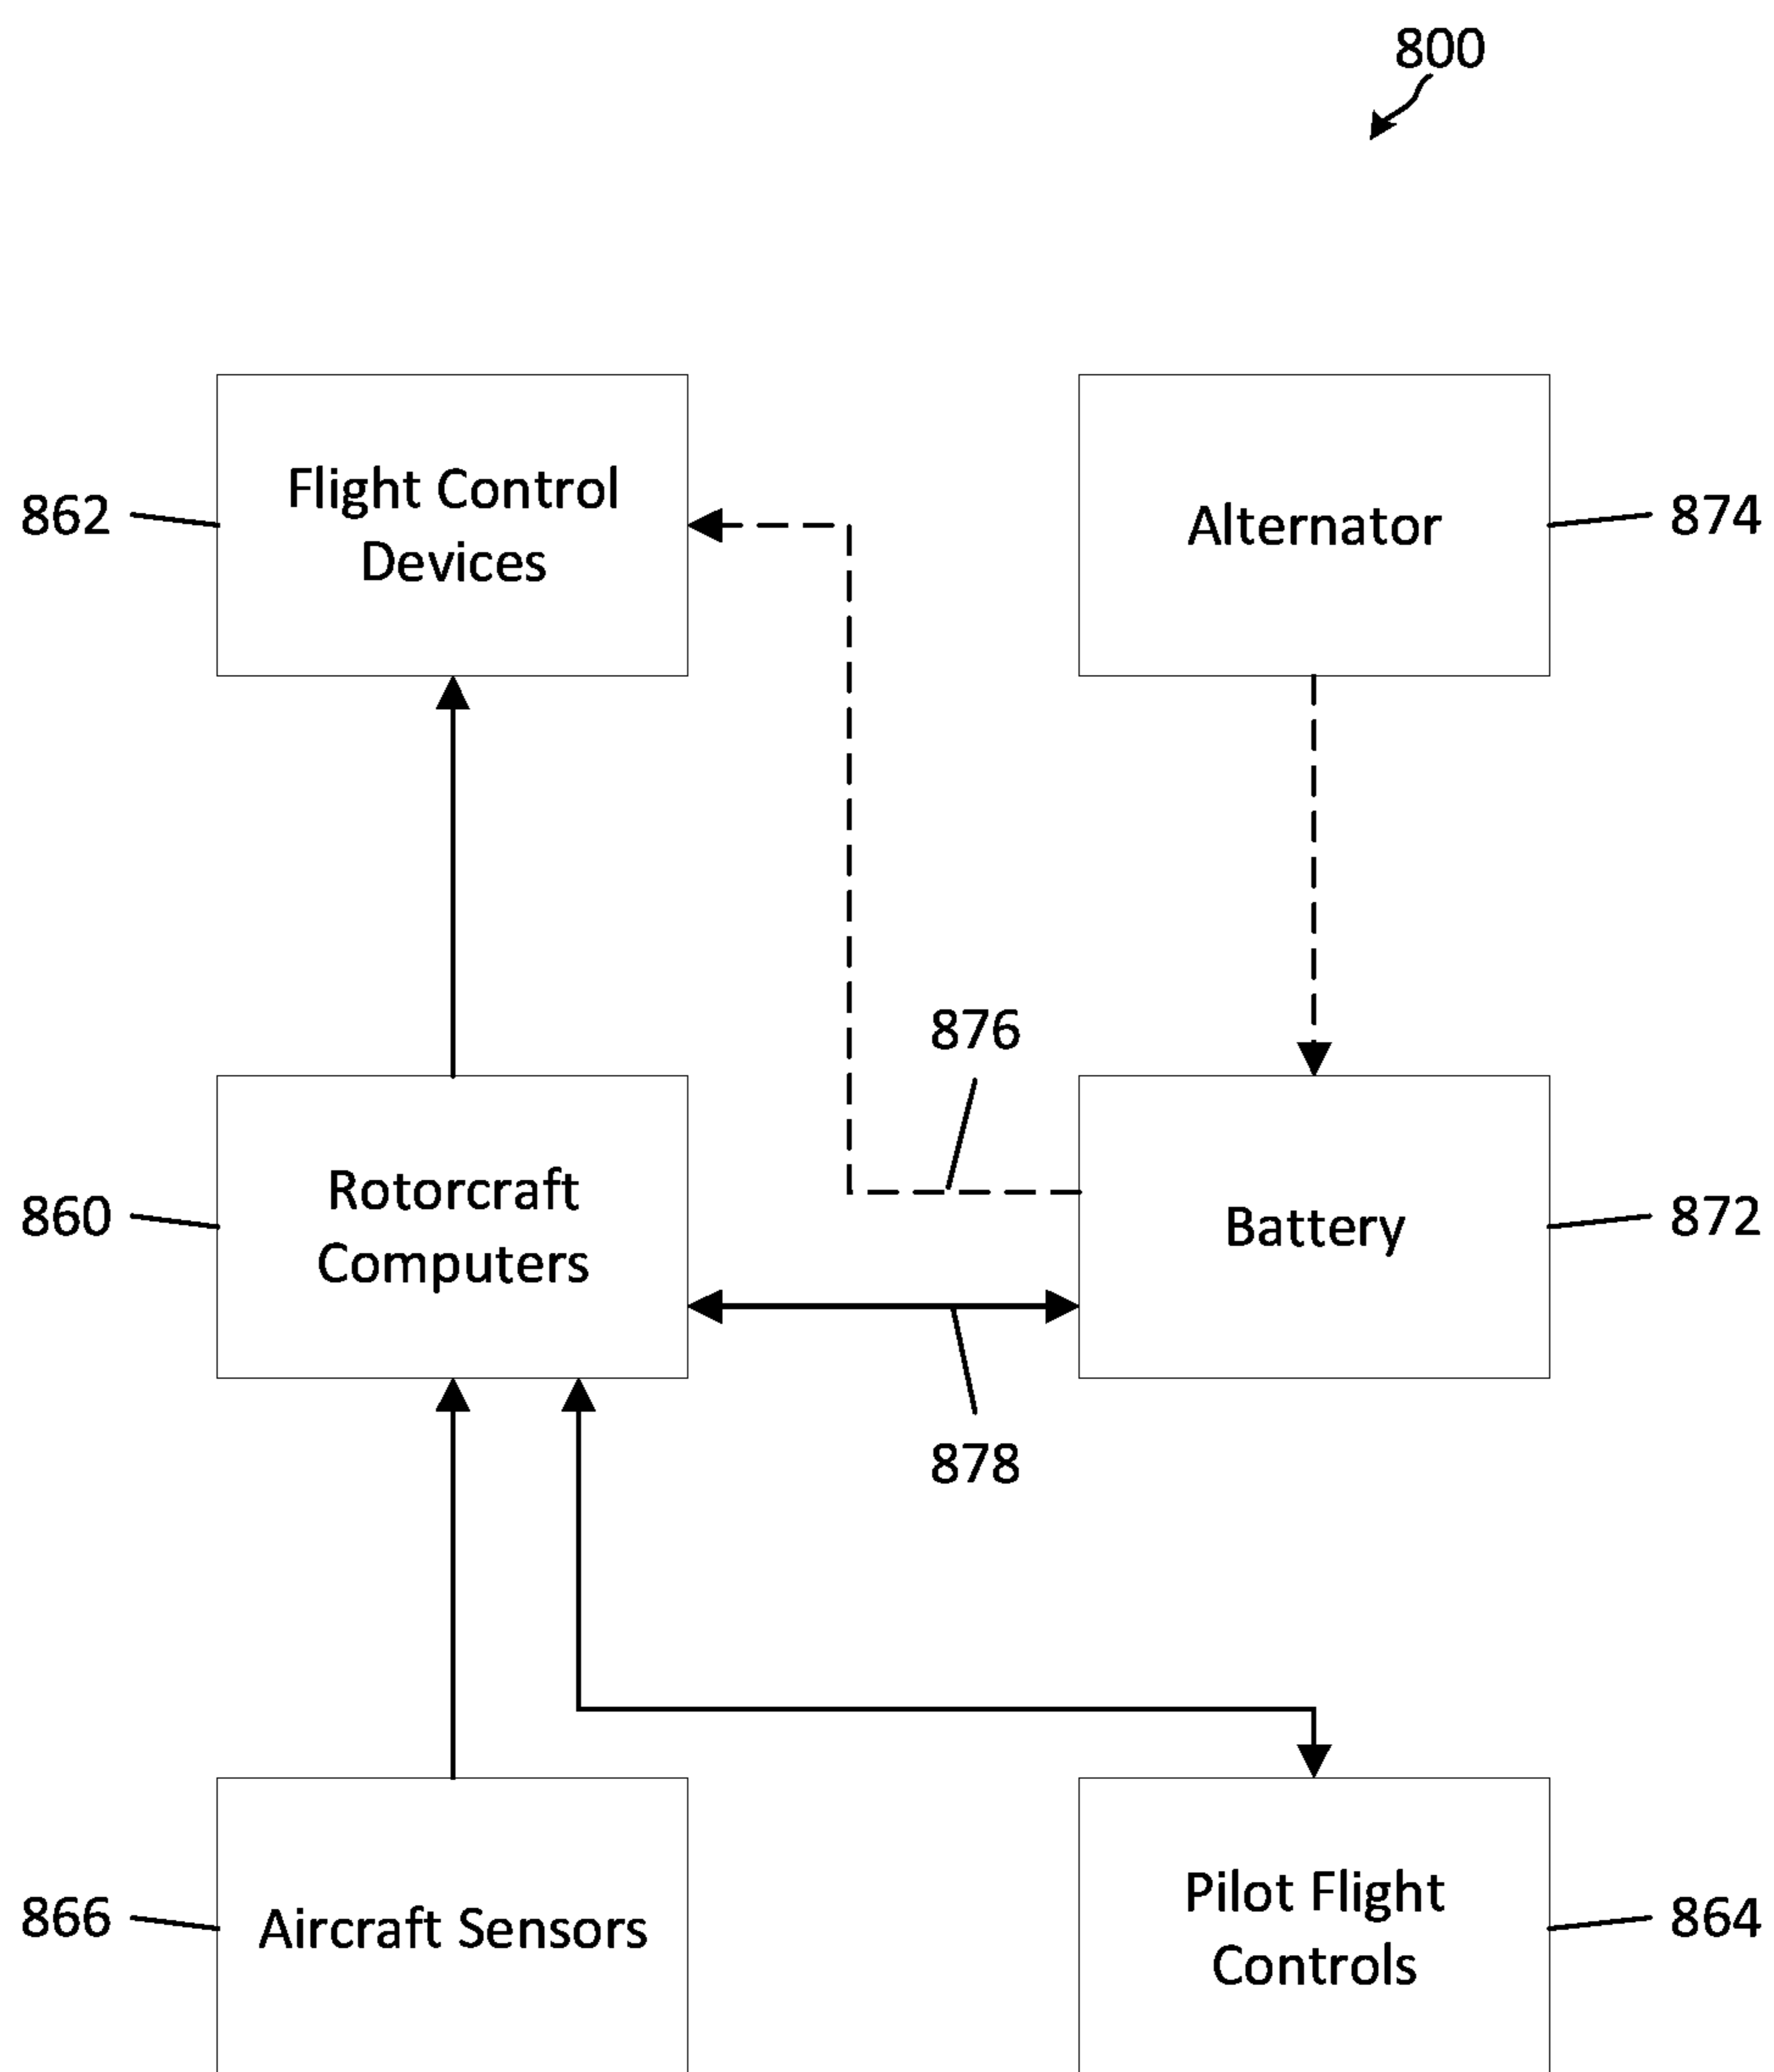 800
Flight Control
Devices
862
Alternator
874
876
Rotorcraft
Computers
860
Battery
872
878
866
Aircraft Sensors
Pilot Flight
Controls
864